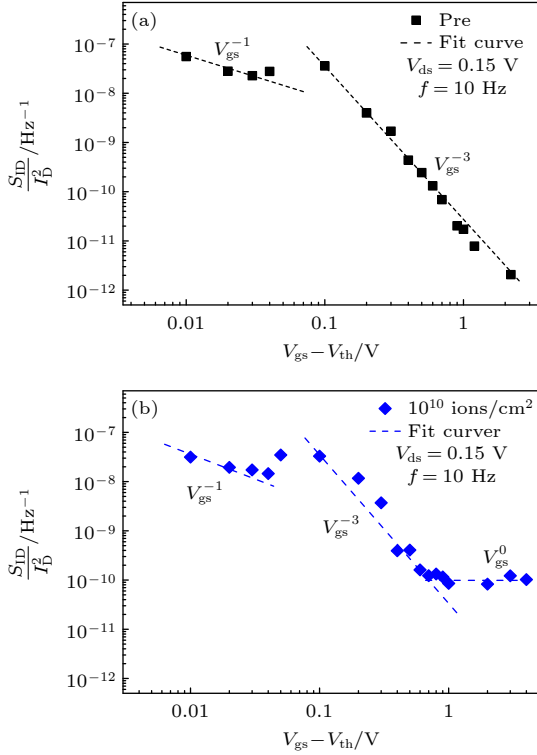 (a)
Pre
Fit curve
V_ds = 0.15 V
f = 10 Hz
V_gs^−1
V_gs^−3
10^−7
10^−8
10^−9
10^−10
10^−11
10^−12
S_ID/I_D^2/Hz^−1
0.01
0.1
1
V_gs−V_th/V
(b)
10^10 ions/cm^2
Fit curver
V_ds = 0.15 V
f = 10 Hz
V_gs^−1
V_gs^−3
V_gs^0
10^−7
10^−8
10^−9
10^−10
10^−11
10^−12
S_ID/I_D^2/Hz^−1
0.01
0.1
1
V_gs−V_th/V